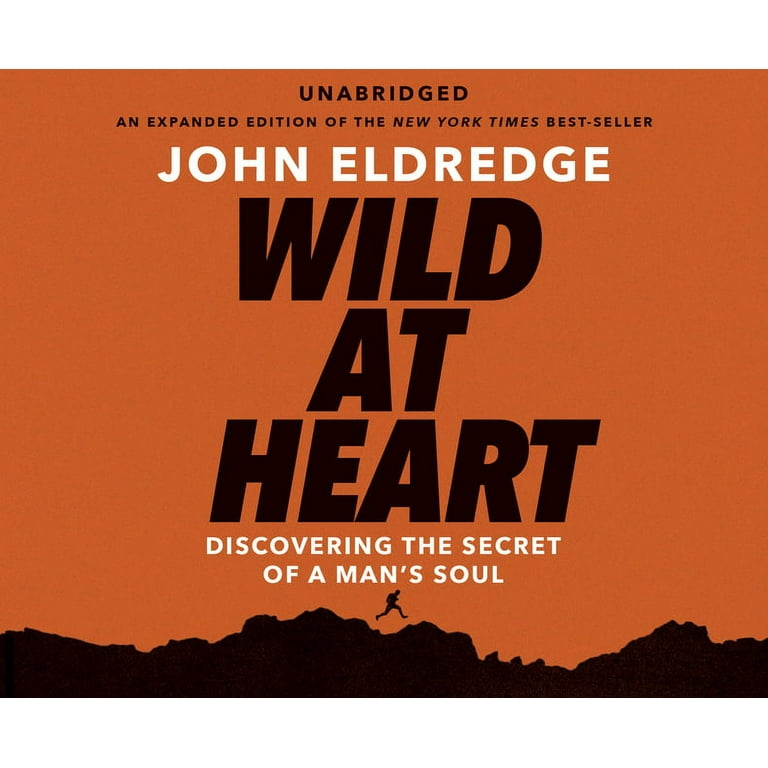 UNABRIDGED
AN EXPANDED EDITION OF THE NEW YORK TIMES BEST-SELLER
JOHN ELDREDGE
WILD
AT
HEART
DISCOVERING THE SECRET
OF A MAN'S SOUL